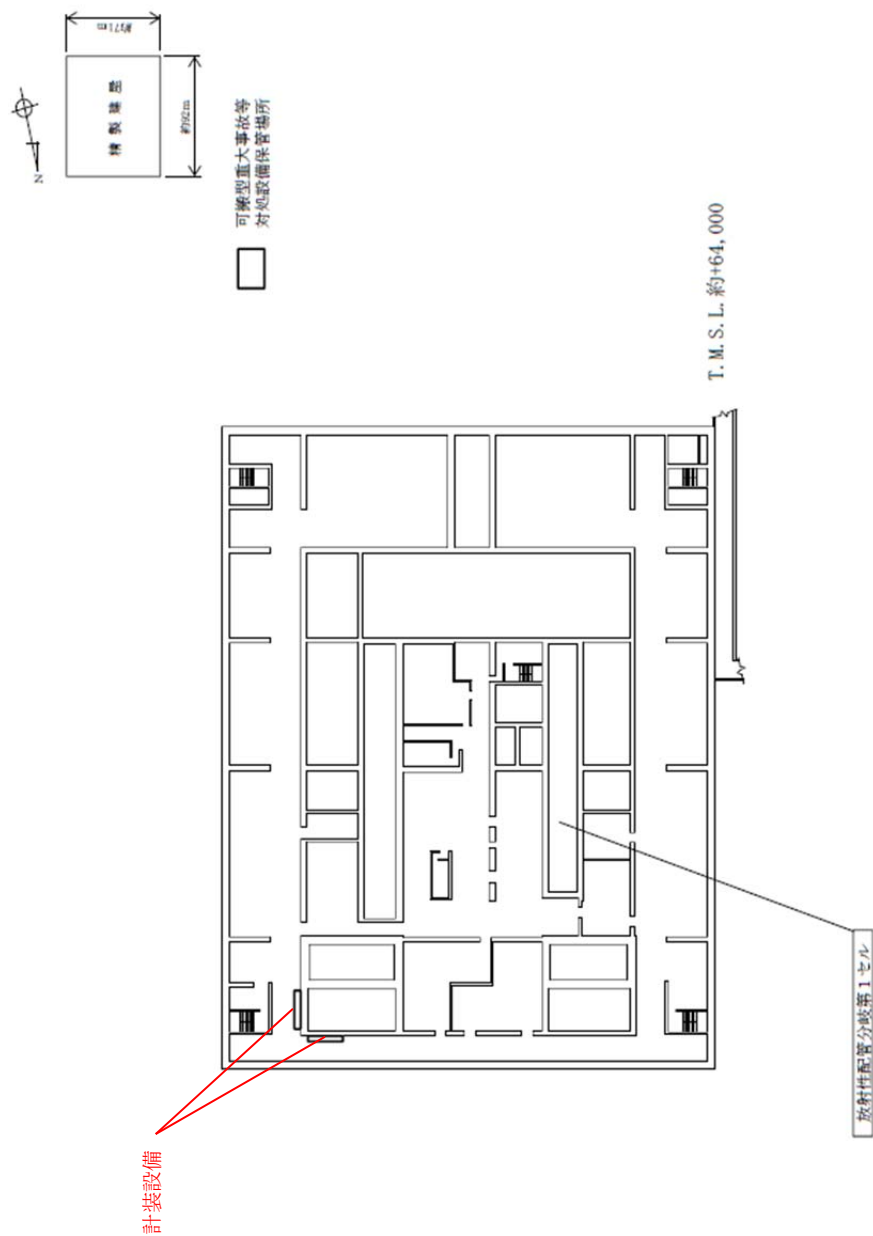 約71m
精製建屋
約92m
N
可搬型重大事故等
対処設備保管場所
T.M.S.L.約+64,000
計装設備
放射性配管分岐第1セル